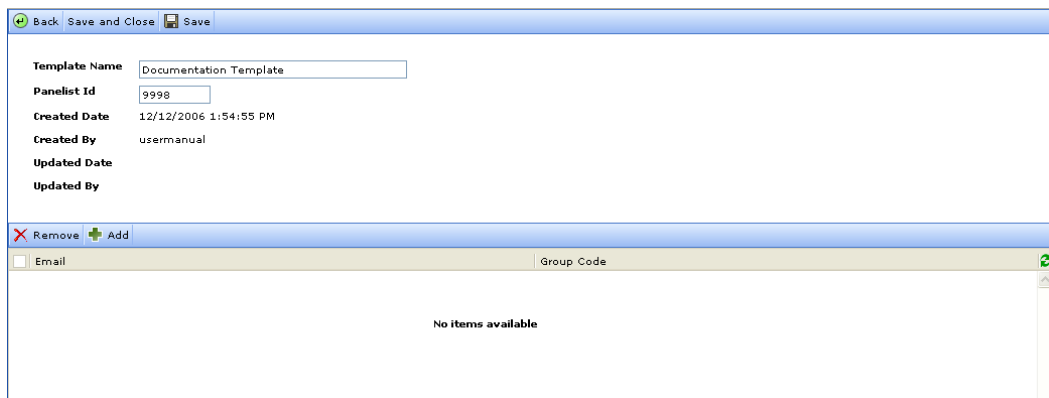 Back Save and Close Save
Template Name Documentation Template
Panelist Id 9998
Created Date 12/12/2006 1:54:55 PM
Created By usermanual
Updated Date
Updated By
Remove Add
Email Group Code
No items available